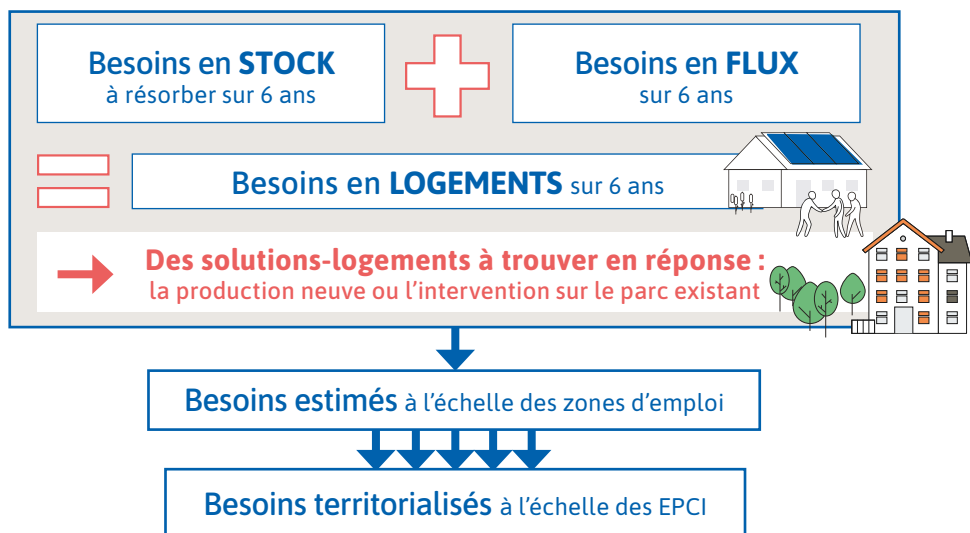 Besoins en STOCK
à résorber sur 6 ans
Besoins en FLUX
sur 6 ans
Besoins en LOGEMENTS sur 6 ans
Des solutions-logements à trouver en réponse :
la production neuve ou l’intervention sur le parc existant
Besoins estimés à l’échelle des zones d’emploi
Besoins territorialisés à l’échelle des EPCI